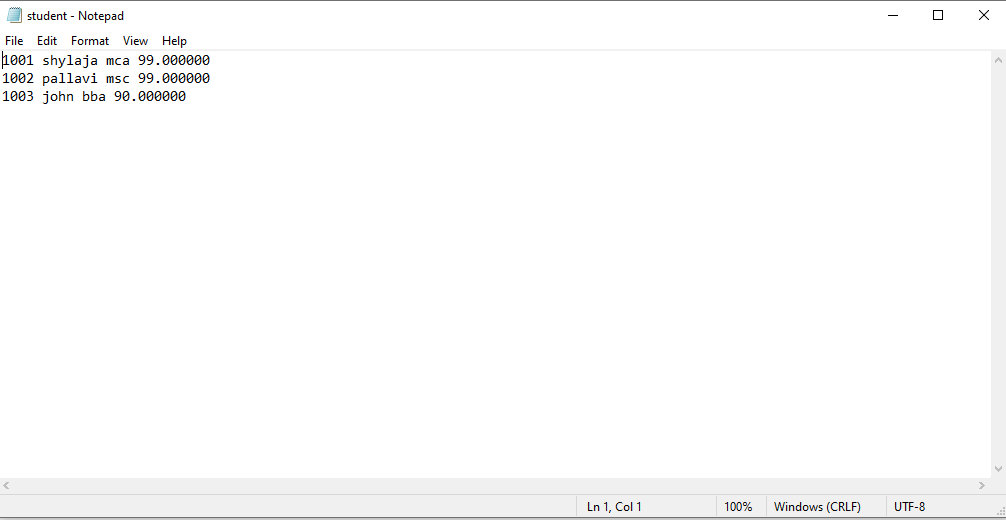 student - Notepad
File Edit Format View Help
1001 shylaja mca 99.000000
1002 pallavi msc 99.000000
1003 john bba 90.000000
Ln 1, Col 1 100% Windows (CRLF) UTF-8